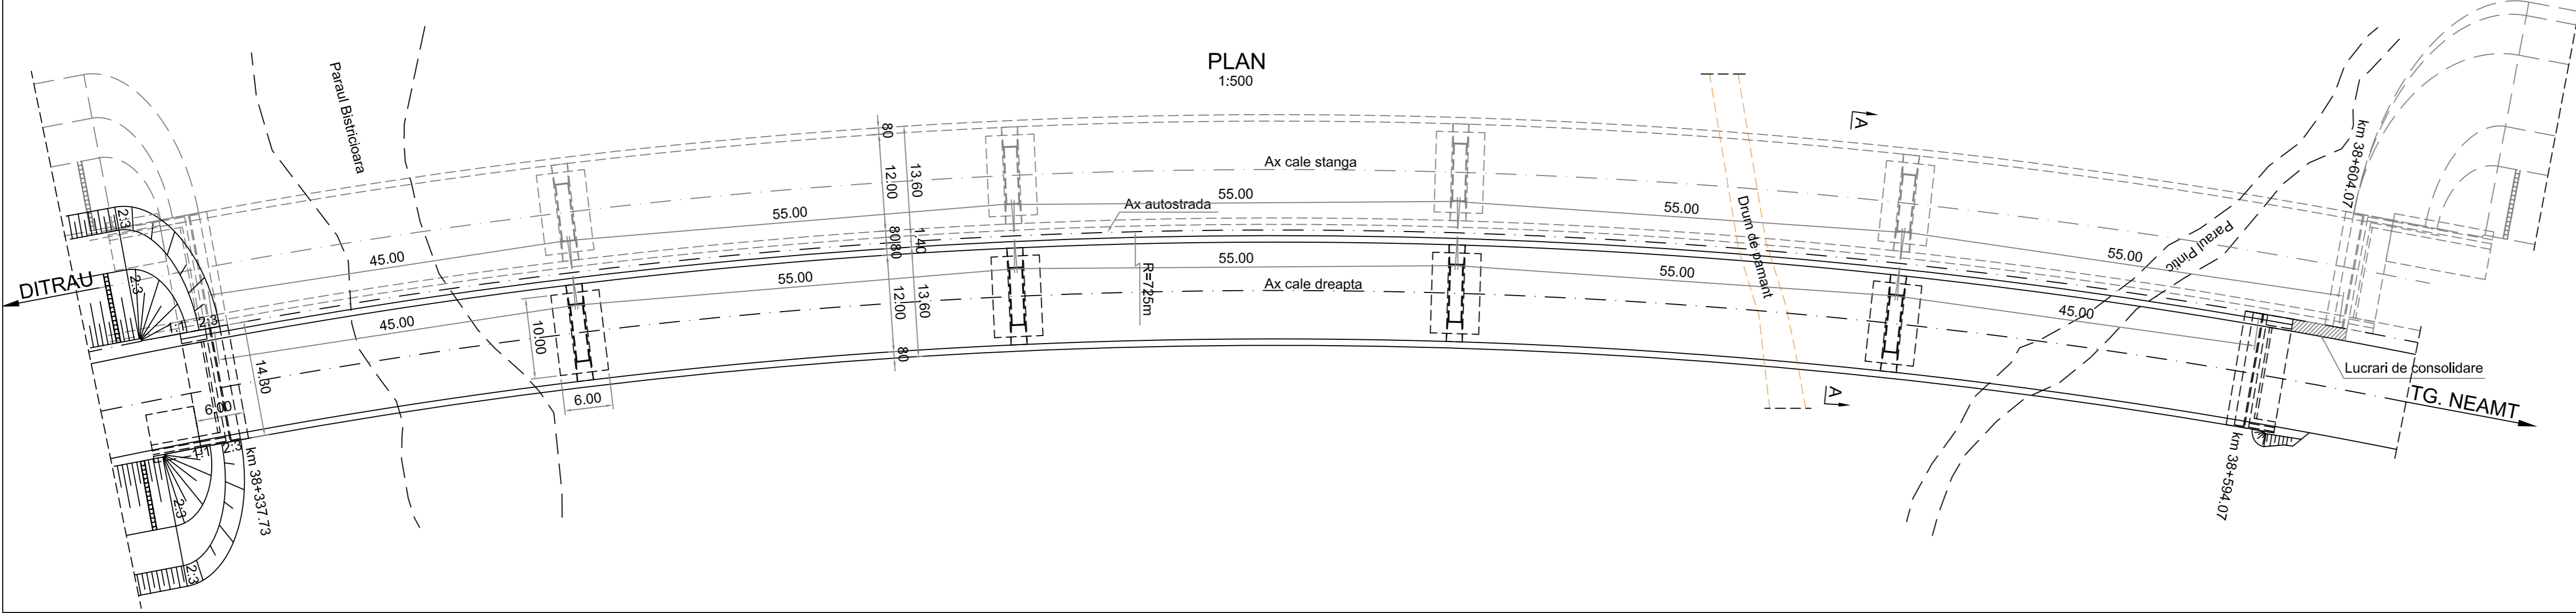 PLAN
1:500
Paraul Bistricioara
80
12.00
13.60
80
80
1.40
12.00
13.60
80
Ax cale stanga
Ax autostrada
45.00
55.00
55.00
55.00
55.00
A
km 38+604.07
Paraul Pintic
Drum de pamant
DITRAU
2:3
2:3
1:1
2:3
45.00
55.00
55.00
55.00
45.00
R=725m
Ax cale dreapta
10.00
6.00
14.30
6.00
1:1
2:3
2:3
2:3
km 38+337.73
A
Lucrari de consolidare
TG. NEAMT
km 38+594.07